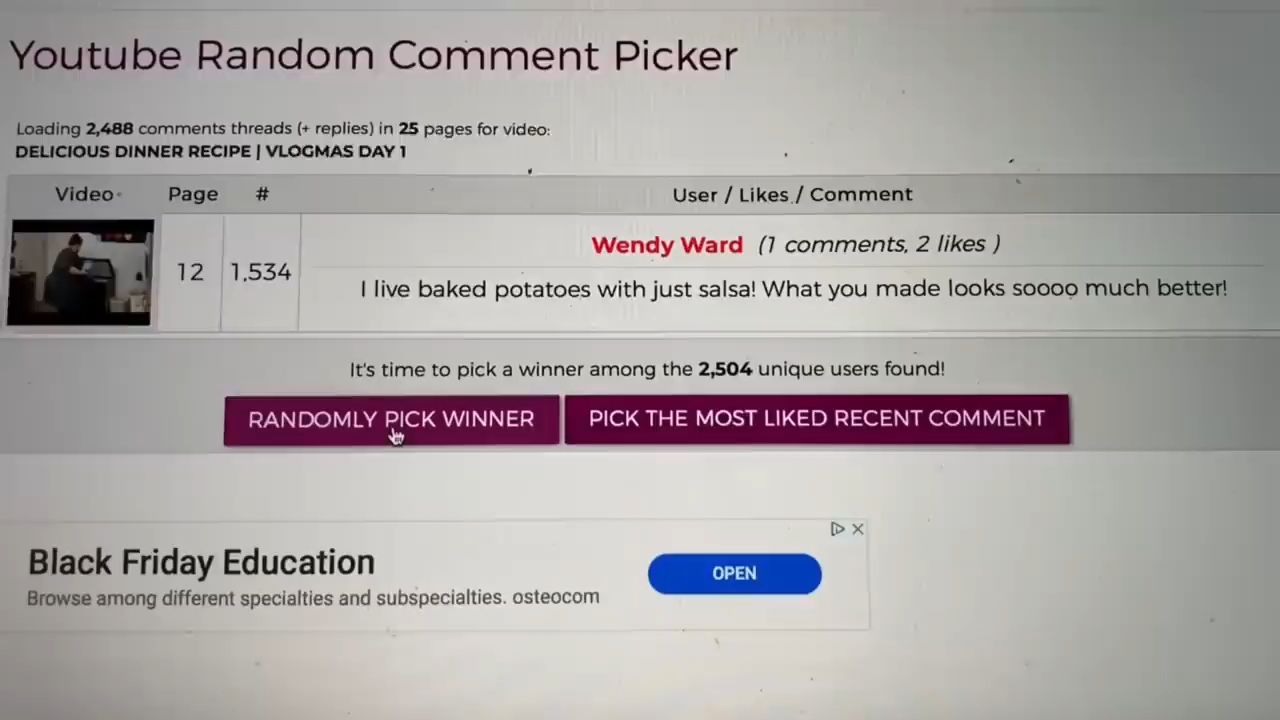 Youtube Random Comment Picker
Loading 2,488 comments threads (+ replies) in 25 pages for video:
DELICIOUS DINNER RECIPE | VLOGMAS DAY 1
Video Page # User / Likes / Comment
Wendy Ward (1 comments, 2 likes )
12 1,534
I live baked potatoes with just salsa! What you made looks soooo much better!
It's time to pick a winner among the 2,504 unique users found!
RANDOMLY PICK WINNER PICK THE MOST LIKED RECENT COMMENT
Black Friday Education
OPEN
Browse among different specialties and subspecialties. osteocom